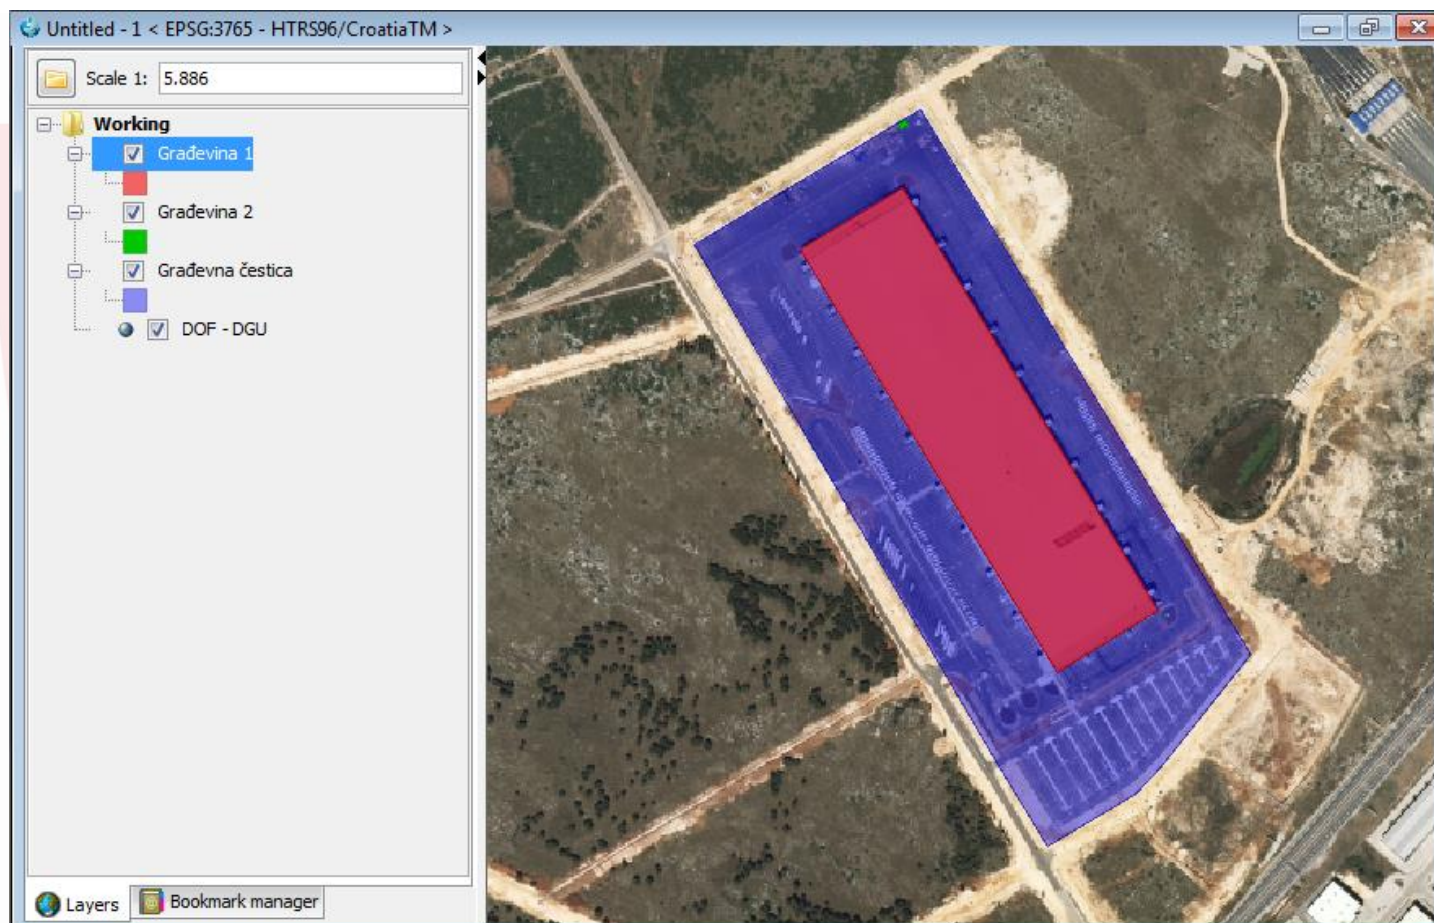 Untitled - 1 < EPSG:3765 - HTRS96/CroatiaTM >
Scale 1: 5.886
Working
Građevina 1
Građevina 2
Građevna čestica
DOF - DGU
Layers
Bookmark manager